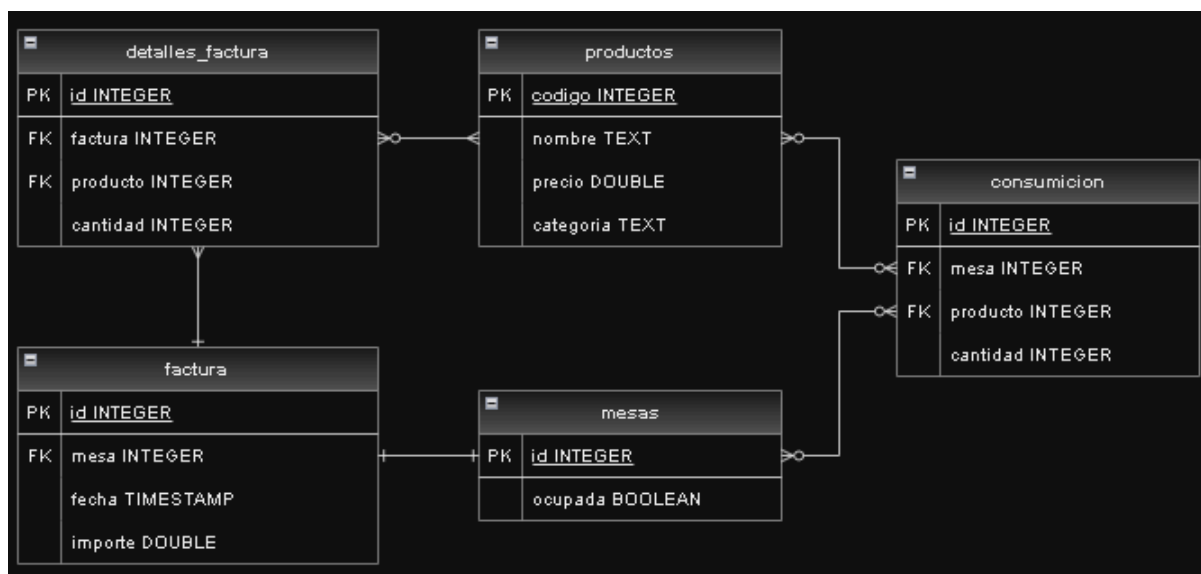 detalles_factura
PK id INTEGER
FK factura INTEGER
FK producto INTEGER
cantidad INTEGER
productos
PK codigo INTEGER
nombre TEXT
precio DOUBLE
categoria TEXT
consumicion
PK id INTEGER
FK mesa INTEGER
FK producto INTEGER
cantidad INTEGER
factura
PK id INTEGER
FK mesa INTEGER
fecha TIMESTAMP
importe DOUBLE
mesas
PK id INTEGER
ocupada BOOLEAN